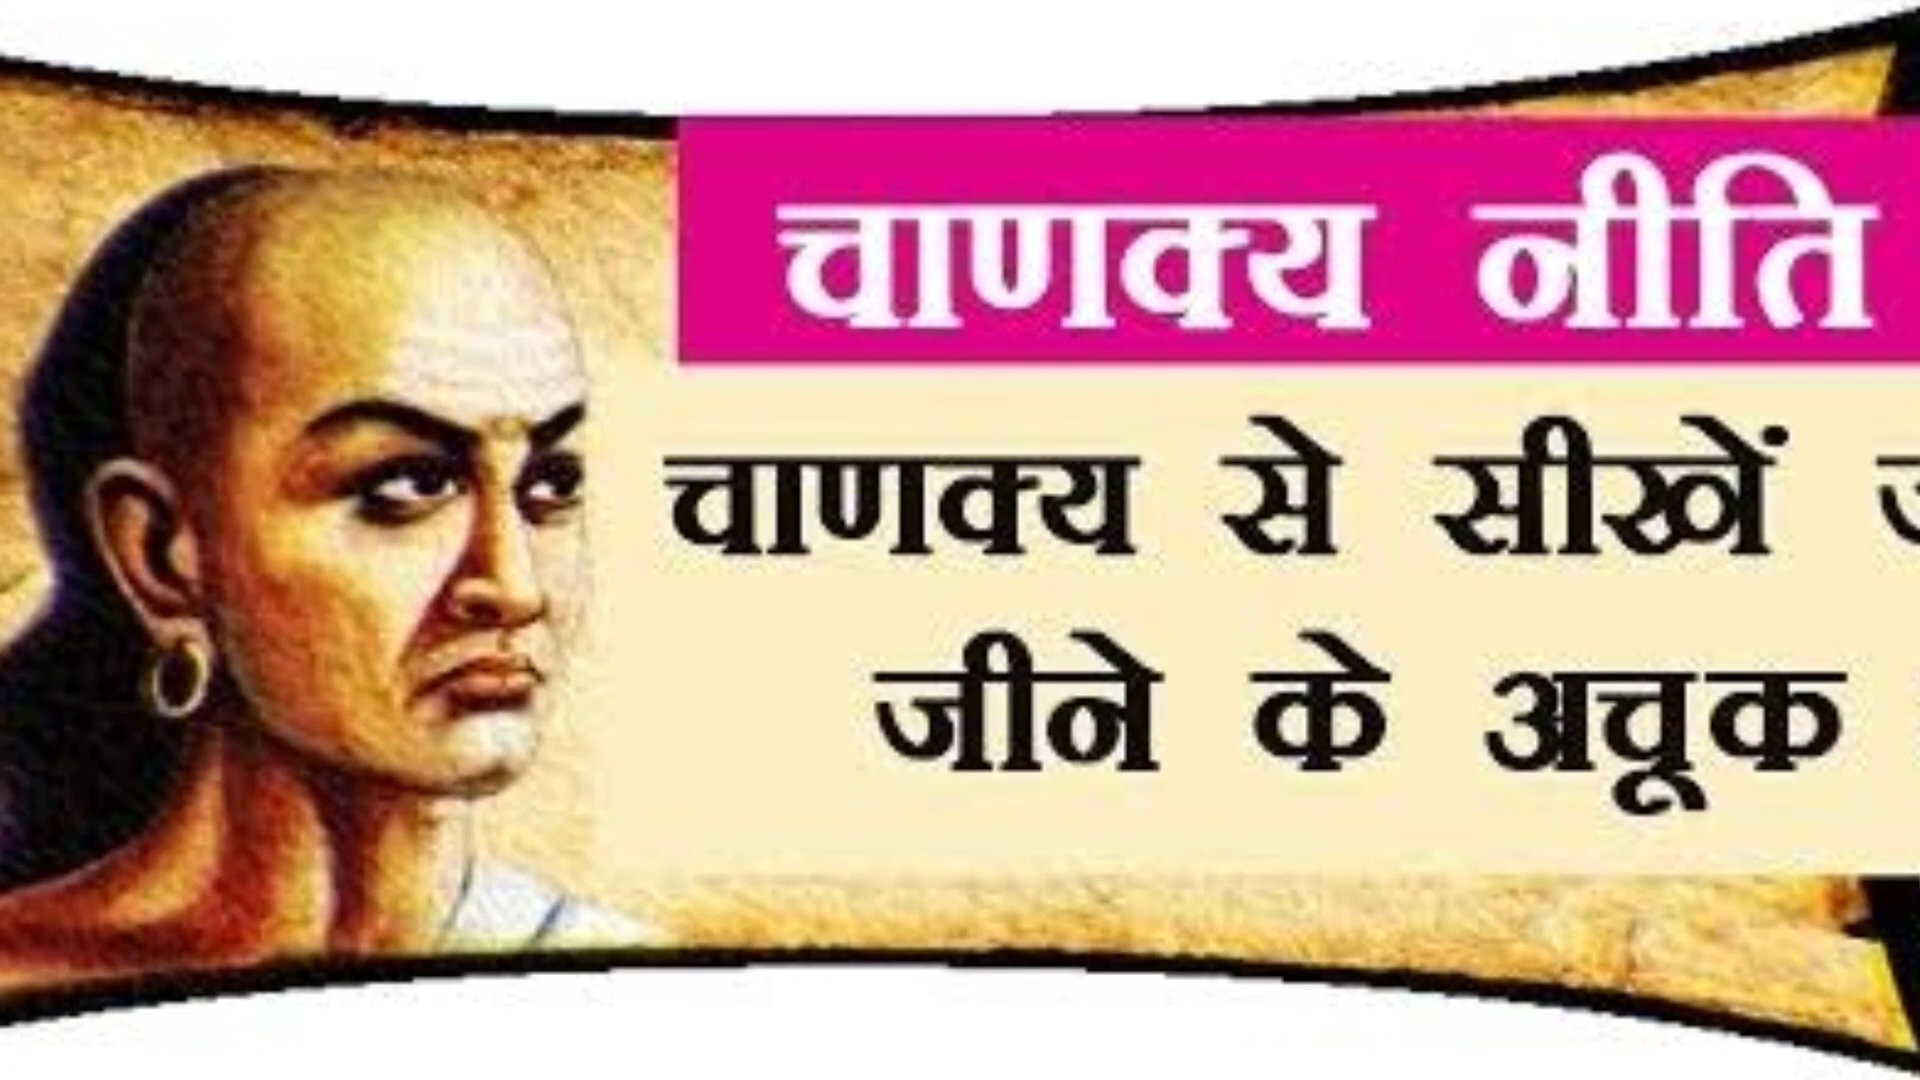 चाणक्य नीति
चाणक्य से सीखें
जीने के अचूक